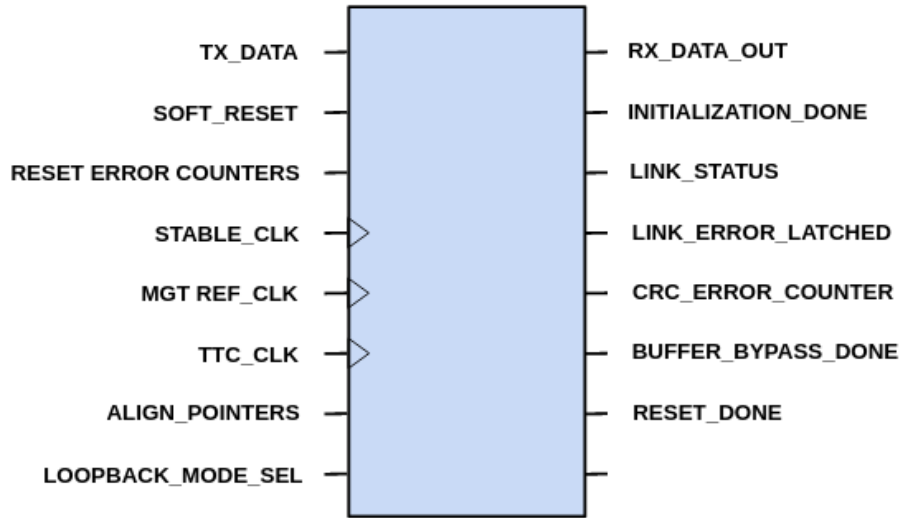 TX_DATA
SOFT_RESET
RESET ERROR COUNTERS
STABLE_CLK
MGT REF_CLK
TTC_CLK
ALIGN_POINTERS
LOOPBACK_MODE_SEL
RX_DATA_OUT
INITIALIZATION_DONE
LINK_STATUS
LINK_ERROR_LATCHED
CRC_ERROR_COUNTER
BUFFER_BYPASS_DONE
RESET_DONE